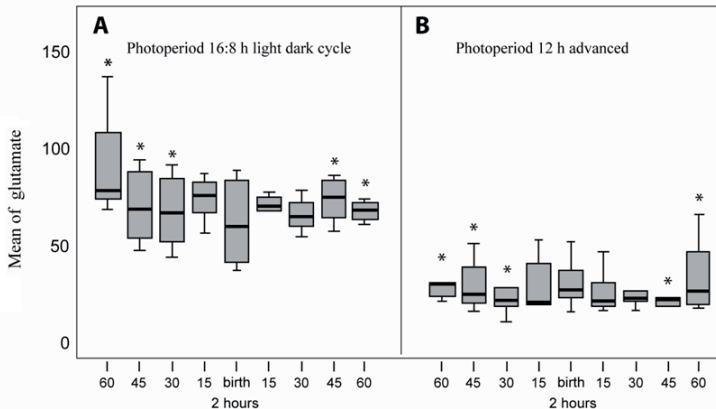 A
B
Photoperiod 16:8 h light dark cycle
Photoperiod 12 h advanced
Mean of glutamate
150
100
50
0
*
*
*
*
*
*
*
*
*
*
60 45 30 15 birth 15 30 45 60
60 45 30 15 birth 15 30 45 60
2 hours
2 hours